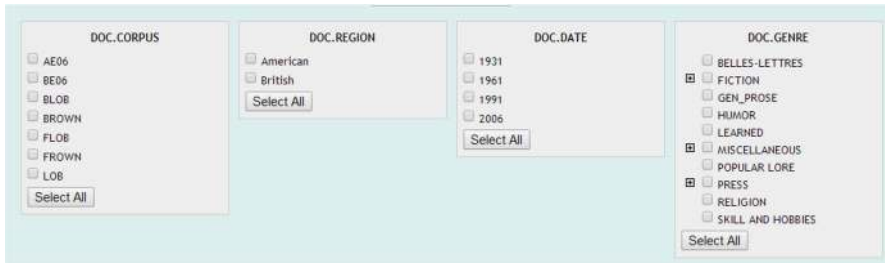 DOC.CORPUS
AE06
BE06
BLOB
BROWN
FLOB
FROWN
LOB
Select All
DOC.REGION
American
British
Select All
DOC.DATE
1931
1961
1991
2006
Select All
DOC.GENRE
BELLES-LETTRES
FICTION
GEN_PROSE
HUMOR
LEARNED
MISCELLANEOUS
POPULAR LORE
PRESS
RELIGION
SKILL AND HOBBIES
Select All